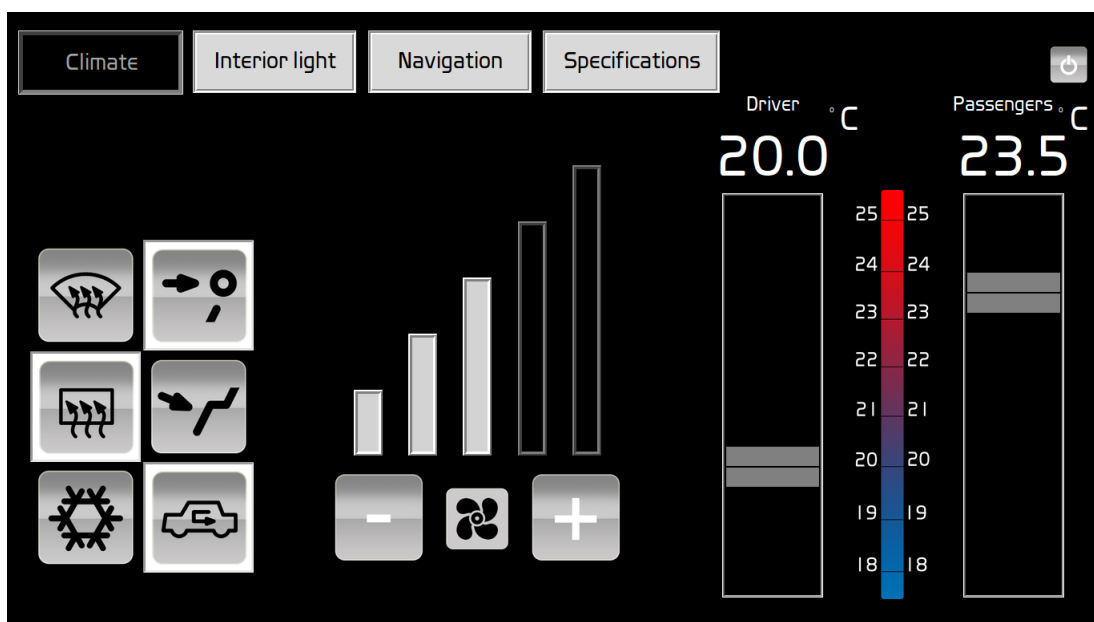 Climate
Interior light
Navigation
Specifications
Driver
°C
20.0
Passengers
°C
23.5
25 25
24 24
23 23
22 22
21 21
20 20
19 19
18 18
- +